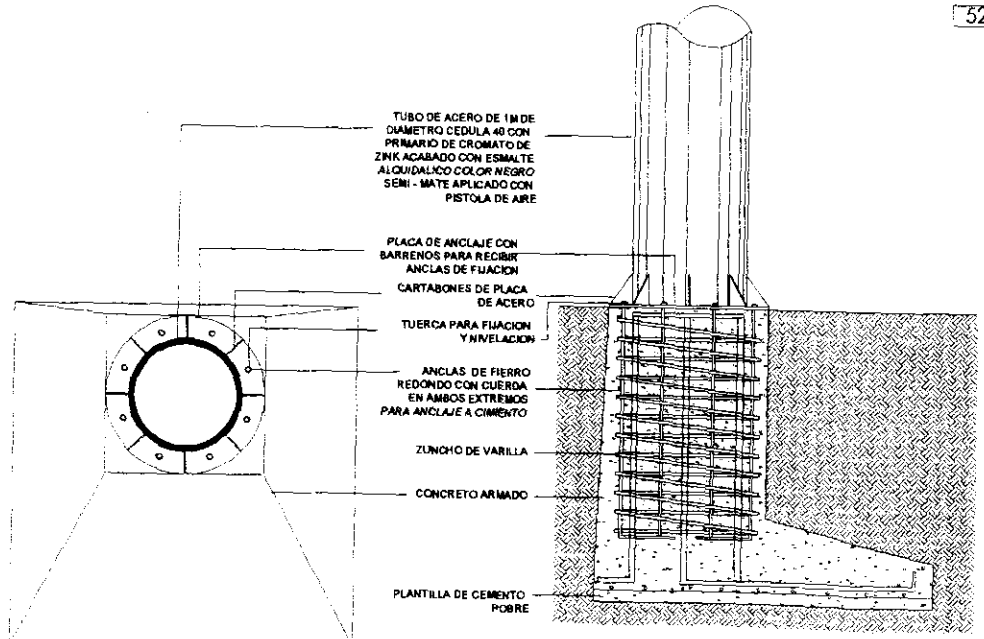 52
TUBO DE ACERO DE 1M DE
DIAMETRO CEDULA 40 CON
PRIMARIO DE CROMATO DE
ZINK ACABADO CON ESMALTE
ALQUIDALICO COLOR NEGRO
SEMI - MATE APLICADO CON
PISTOLA DE AIRE
PLACA DE ANCLAJE CON
BARRENOS PARA RECIBIR
ANCLAS DE FIJACION
CARTABONES DE PLACA
DE ACERO
TUERCA PARA FIJACION
Y NIVELACION
ANCLAS DE FIERRO
REDONDO CON CUERDA
EN AMBOS EXTREMOS
PARA ANCLAJE A CIMIENTO
ZUNCHO DE VARILLA
CONCRETO ARMADO
PLANTILLA DE CEMENTO
POBRE